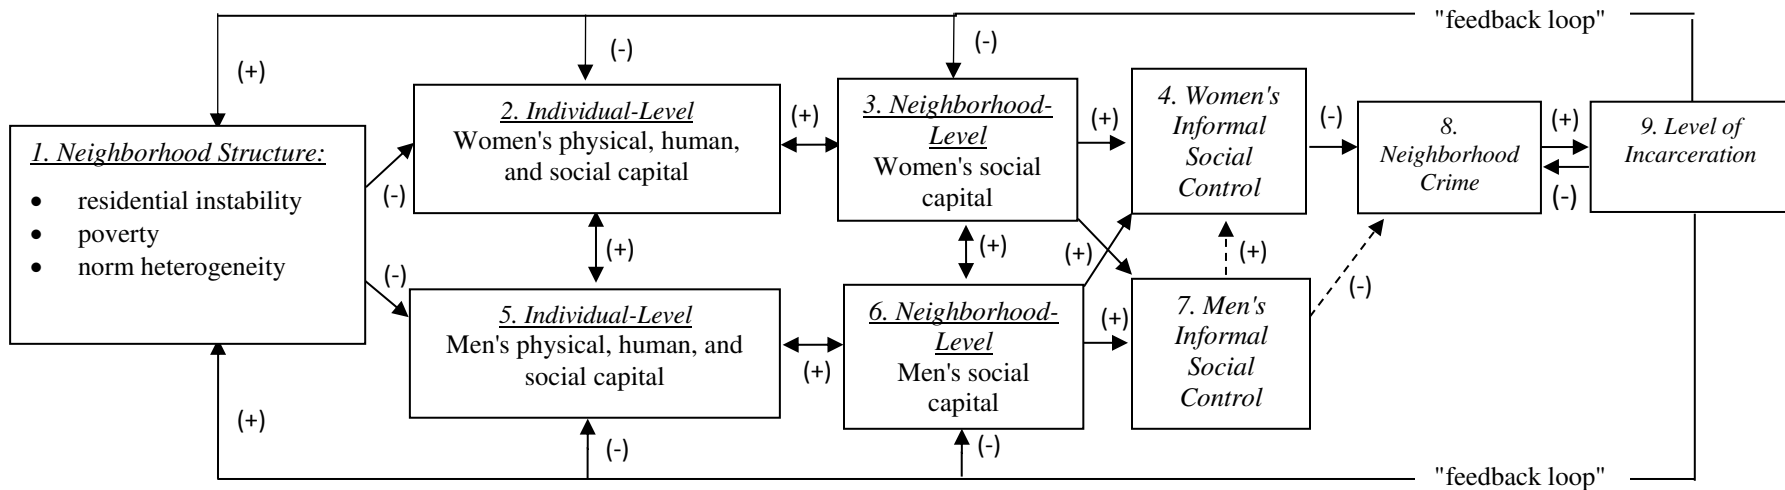 "feedback loop"
(+)
(-)
(-)
1. Neighborhood Structure:
• residential instability
• poverty
• norm heterogeneity
(-)
(-)
2. Individual-Level
Women's physical, human,
and social capital
(+)
(+)
3. Neighborhood-
Level
Women's social
capital
(+)
(+)
(+)
4. Women's
Informal
Social
Control
(-)
(+)
8.
Neighborhood
Crime
(+)
(-)
9. Level of
Incarceration
5. Individual-Level
Men's physical, human, and
social capital
(+)
6. Neighborhood-
Level
Men's social
capital
(+)
7. Men's
Informal
Social
Control
(-)
(+)
(-)
(-)
"feedback loop"